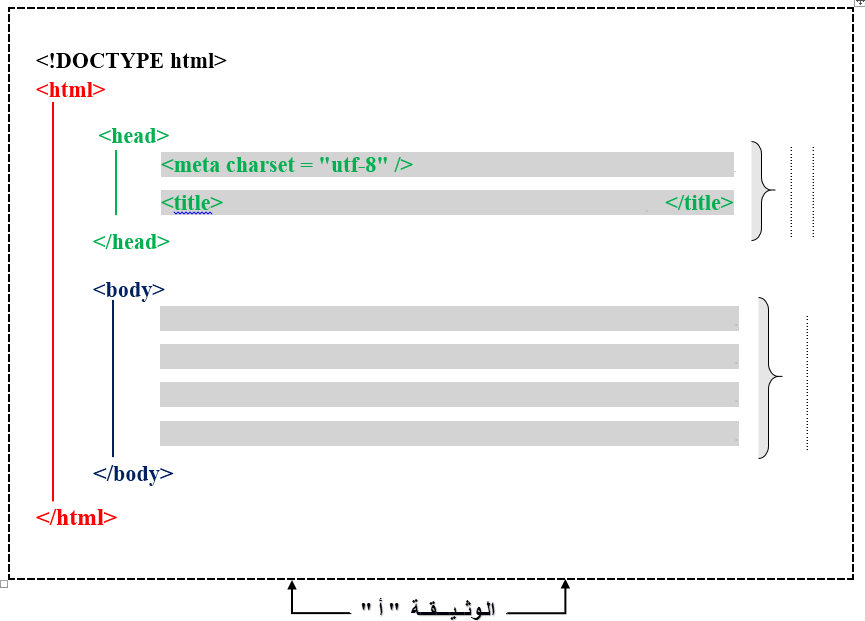 <!DOCTYPE html>
<html>
<head>
<meta charset = "utf-8" />
<title> </title>
</head>
<body>
</body>
</html>
الوثيقة "أ"